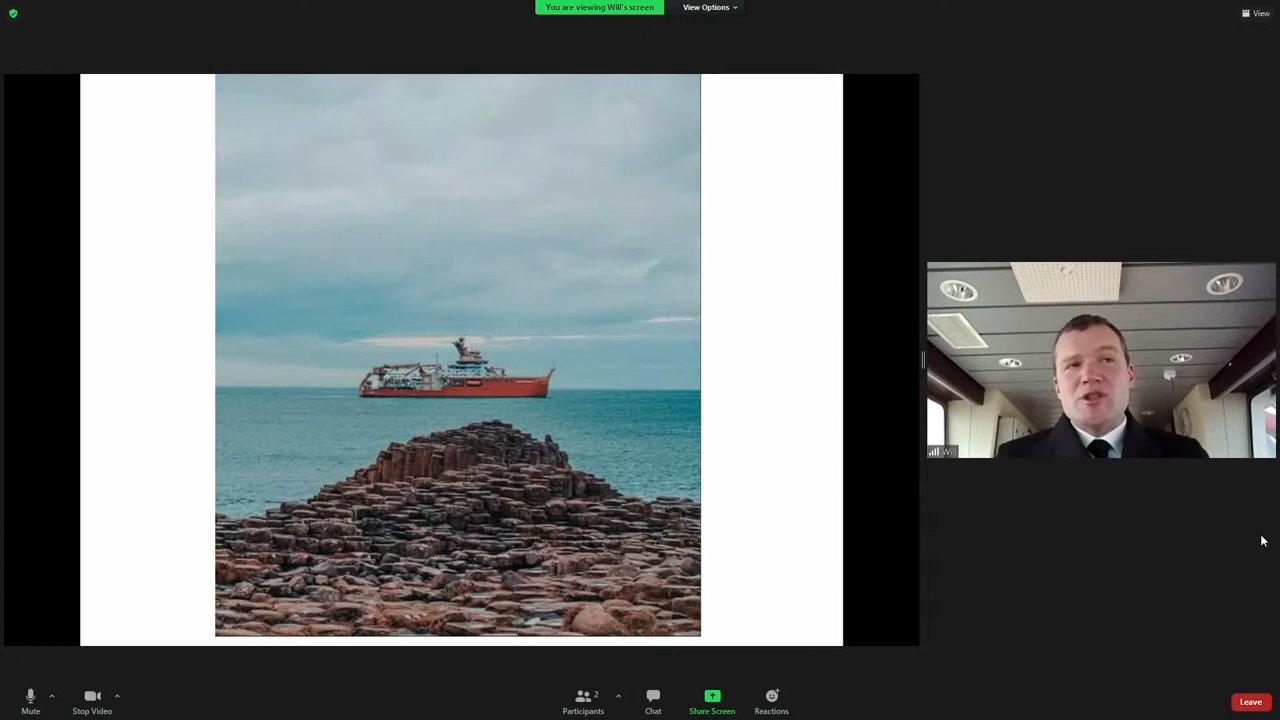 You are viewing Will's screen
View Options
View
Will
Mute
Stop Video
Participants
2
Chat
Share Screen
Reactions
Leave